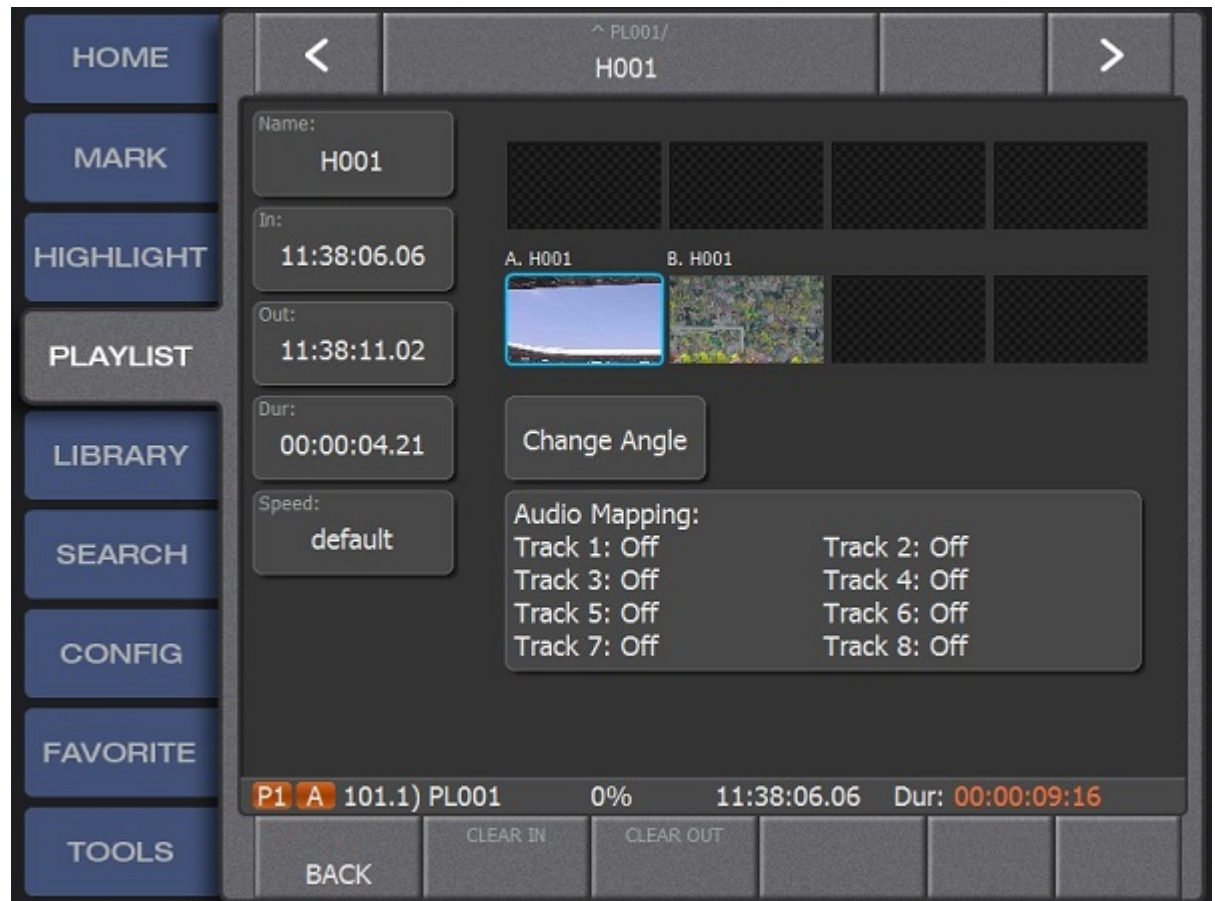 HOME
MARK
HIGHLIGHT
PLAYLIST
LIBRARY
SEARCH
CONFIG
FAVORITE
TOOLS
< ^ PL001/ >
H001
Name:
H001
In:
11:38:06.06
Out:
11:38:11.02
Dur:
00:00:04.21
Speed:
default
A. H001 B. H001
Change Angle
Audio Mapping:
Track 1: Off Track 2: Off
Track 3: Off Track 4: Off
Track 5: Off Track 6: Off
Track 7: Off Track 8: Off
P1 A 101.1) PL001 0% 11:38:06.06 Dur: 00:00:09:16
CLEAR IN CLEAR OUT
BACK